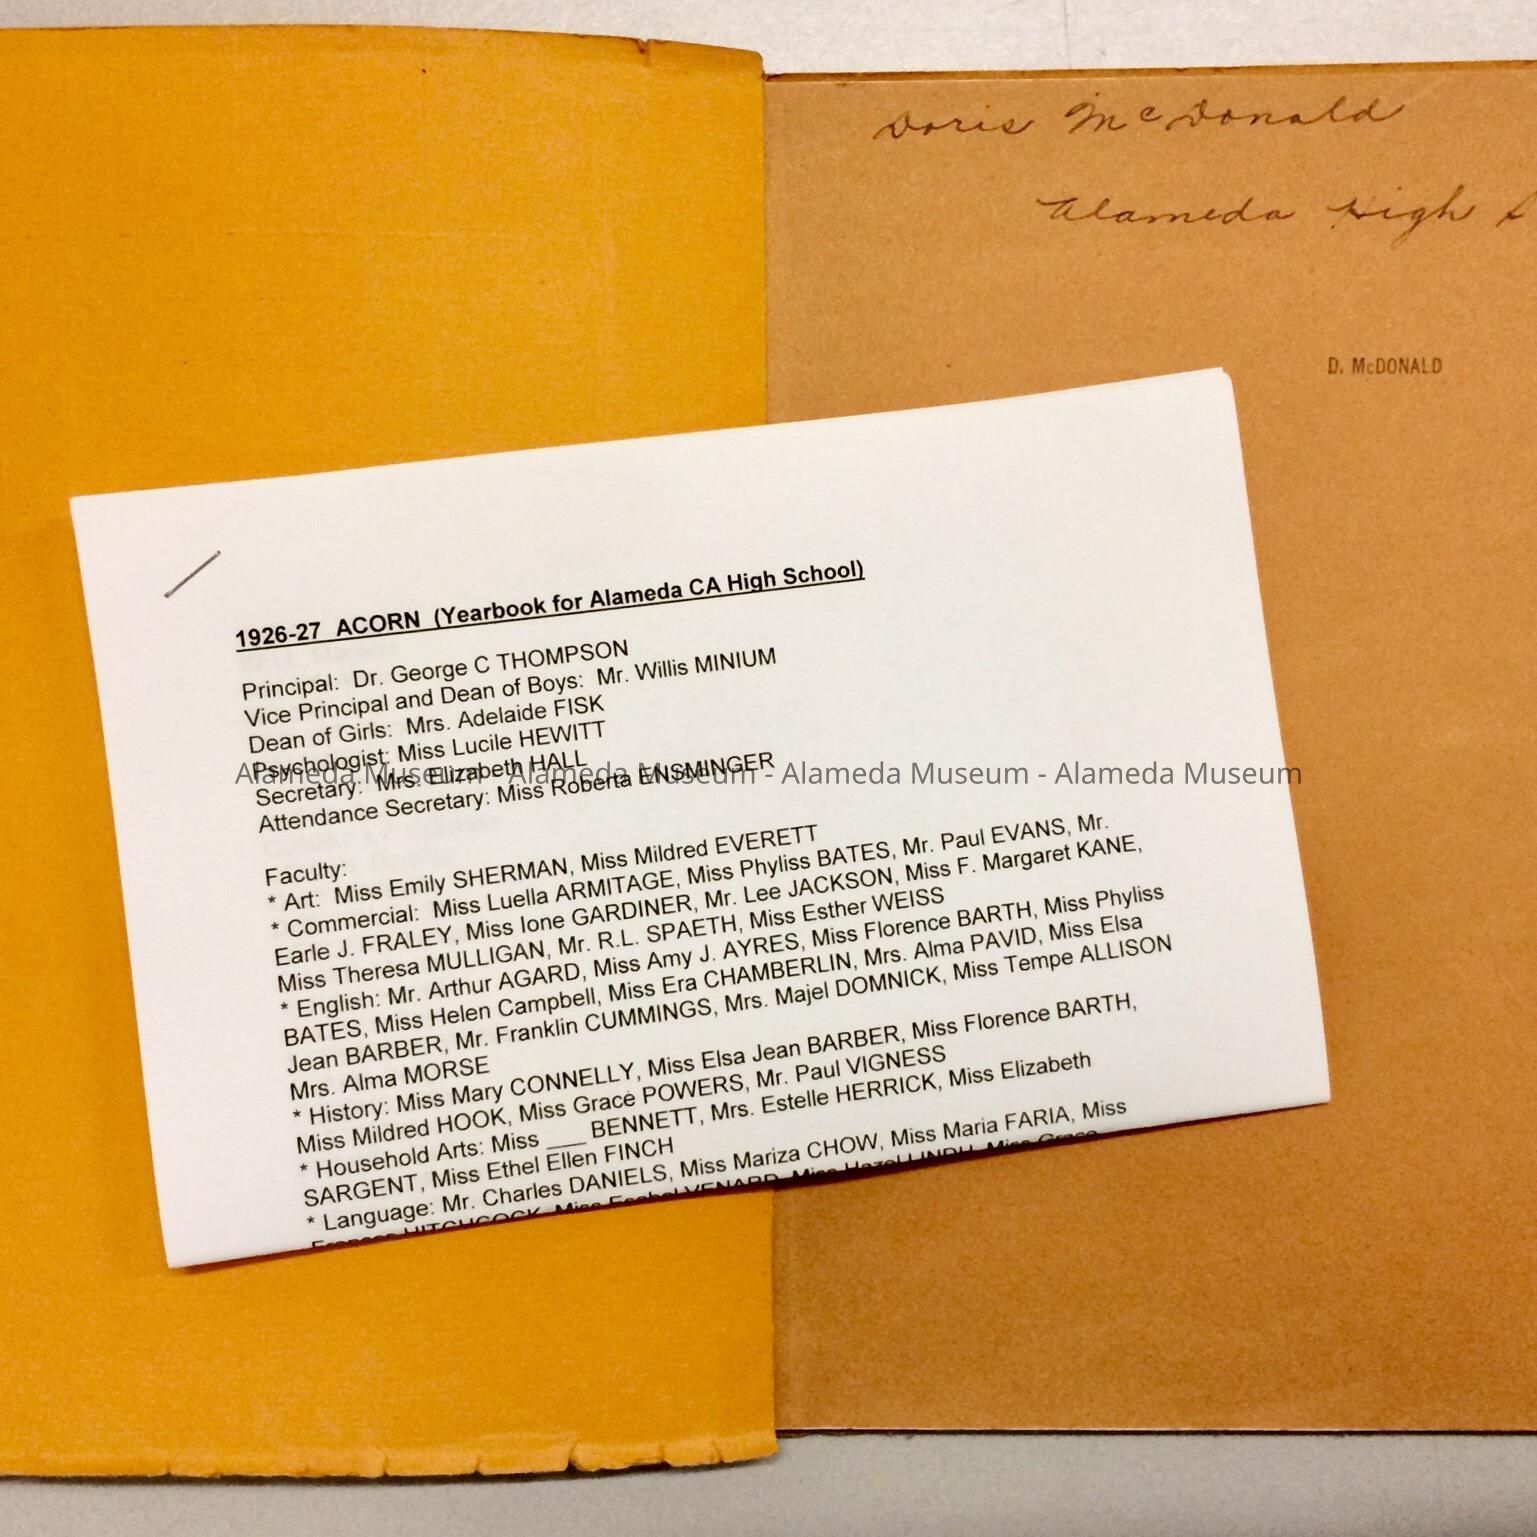 Doris McDonald
Alameda High
D. McDONALD
1926-27 ACORN (Yearbook for Alameda CA High School)
Principal: Dr. George C THOMPSON
Vice Principal and Dean of Boys: Mr. Willis MINIUM
Dean of Girls: Mrs. Adelaide FISK
Psychologist: Miss Lucile HEWITT
Secretary: Mrs. Elizabeth HALL
Attendance Secretary: Miss Roberta ENSMINGER
Alameda Museum - Alameda Museum - Alameda Museum - Alameda Museum
Faculty:
* Art: Miss Emily SHERMAN, Miss Mildred EVERETT
* Commercial: Miss Luella ARMITAGE, Miss Phyliss BATES, Mr. Paul EVANS, Mr.
Earle J. FRALEY, Miss Ione GARDINER, Mr. Lee JACKSON, Miss F. Margaret KANE,
Miss Theresa MULLIGAN, Mr. R.L. SPAETH, Miss Esther WEISS
* English: Mr. Arthur AGARD, Miss Amy J. AYRES, Miss Florence BARTH, Miss Phyliss
BATES, Miss Helen Campbell, Miss Era CHAMBERLIN, Mrs. Alma PAVID, Miss Elsa
Jean BARBER, Mr. Franklin CUMMINGS, Mrs. Majel DOMNICK, Miss Tempe ALLISON
Mrs. Alma MORSE
* History: Miss Mary CONNELLY, Miss Elsa Jean BARBER, Miss Florence BARTH,
Miss Mildred HOOK, Miss Grace POWERS, Mr. Paul VIGNESS
* Household Arts: Miss ___ BENNETT, Mrs. Estelle HERRICK, Miss Elizabeth
SARGENT, Miss Ethel Ellen FINCH
* Language: Mr. Charles DANIELS, Miss Mariza CHOW, Miss Maria FARIA, Miss
Frances HITCHCOCK, Miss VENARD, Miss Hazel Miss Grace